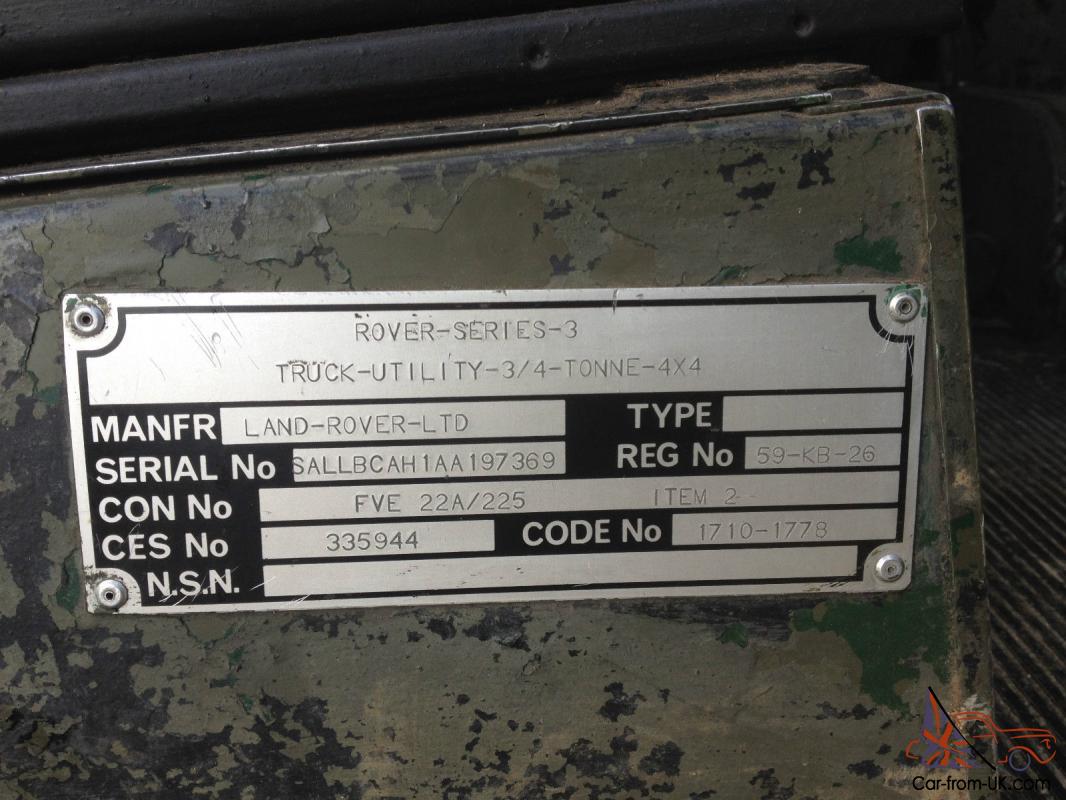 ROVER-SERIES-3
TRUCK-UTILITY-3/4-TONNE-4X4
MANFR LAND-ROVER-LTD TYPE
SERIAL No SALLBCAH1AA197369 REG No 59-KB-26
CON No FVE 22A/225 ITEM 2
CES No 335944 CODE No 1710-1778
N.S.N.
Car-from-UK.com